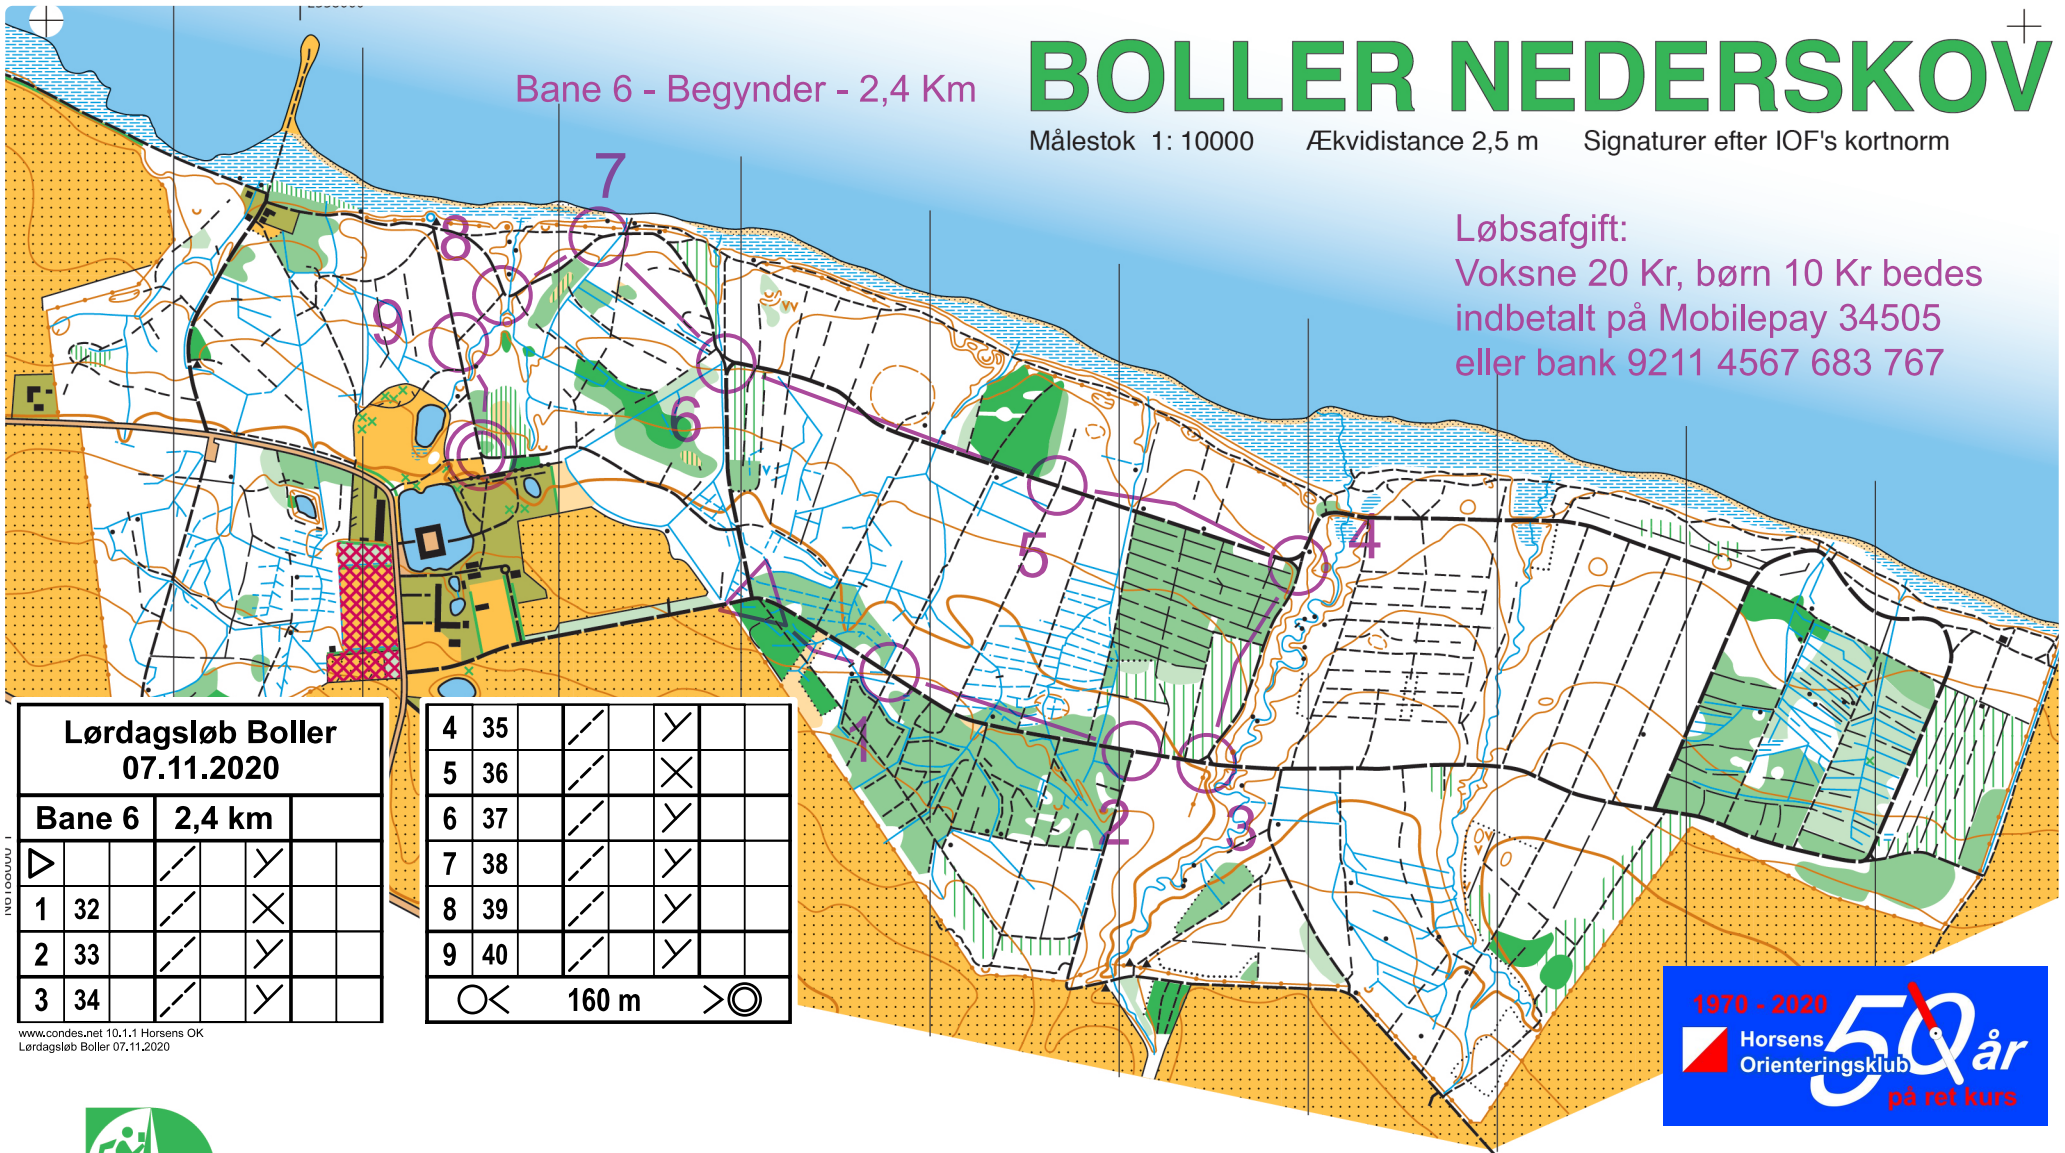 BOLLER NEDERSKOV
Målestok 1: 10000 Ækvidistance 2,5 m Signaturer efter IOF's kortnorm
Bane 6 - Begynder - 2,4 Km
Løbsafgift:
Voksne 20 Kr, børn 10 Kr bedes
indbetalt på Mobilepay 34505
eller bank 9211 4567 683 767
7
8
9
6
5
4
1
2
3
Lørdagsløb Boller
07.11.2020
Bane 6 2,4 km
1 32
2 33
3 34
4 35
5 36
6 37
7 38
8 39
9 40
160 m
www.condes.net 10.1.1 Horsens OK
Lørdagsløb Boller 07.11.2020
1970 - 2020
Horsens
Orienteringsklub
50 år
på ret kurs